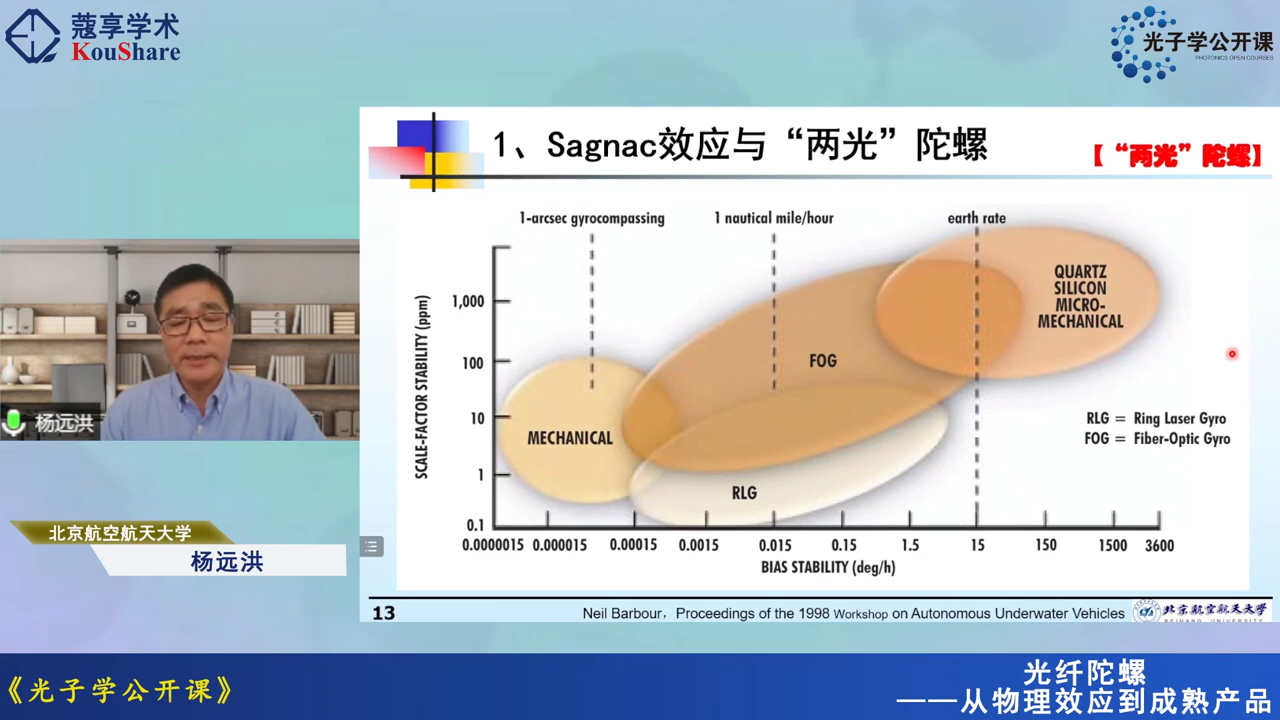 蔻享学术
KouShare
光子学公开课
PHOTONICS OPEN COURSES
1、Sagnac效应与“两光”陀螺
【“两光”陀螺】
1-arcsec gyrocompassing
1 nautical mile/hour
earth rate
SCALE-FACTOR STABILITY (ppm)
1,000
100
10
1
0.1
QUARTZ
SILICON
MICRO-
MECHANICAL
FOG
MECHANICAL
RLG
RLG = Ring Laser Gyro
FOG = Fiber-Optic Gyro
0.0000015 0.000015 0.00015 0.0015 0.015 0.15 1.5 15 150 1500 3600
BIAS STABILITY (deg/h)
13
Neil Barbour, Proceedings of the 1998 Workshop on Autonomous Underwater Vehicles
北京航空航天大学
BEIHANG UNIVERSITY
杨远洪
北京航空航天大学
杨远洪
《光子学公开课》
光纤陀螺
——从物理效应到成熟产品